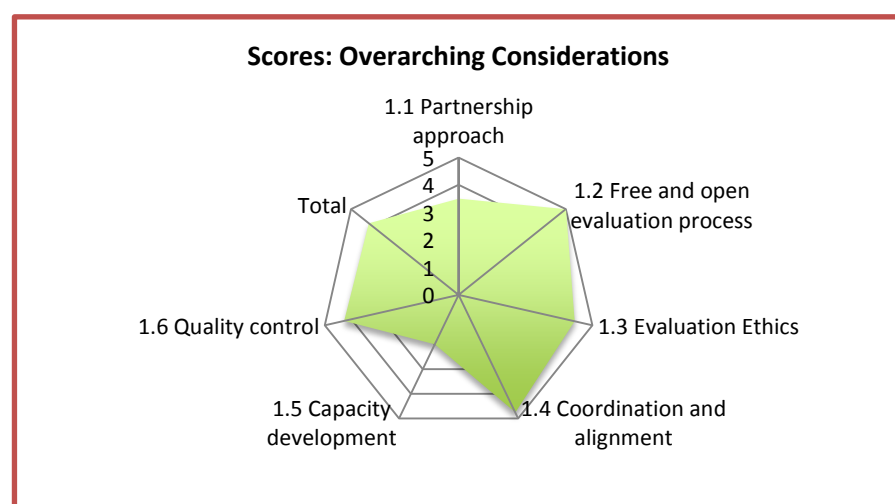 Scores: Overarching Considerations
1.1 Partnership
approach
5
4
3
2
1
0
1.2 Free and open
evaluation process
1.3 Evaluation Ethics
1.4 Coordination and
alignment
1.5 Capacity
development
1.6 Quality control
Total